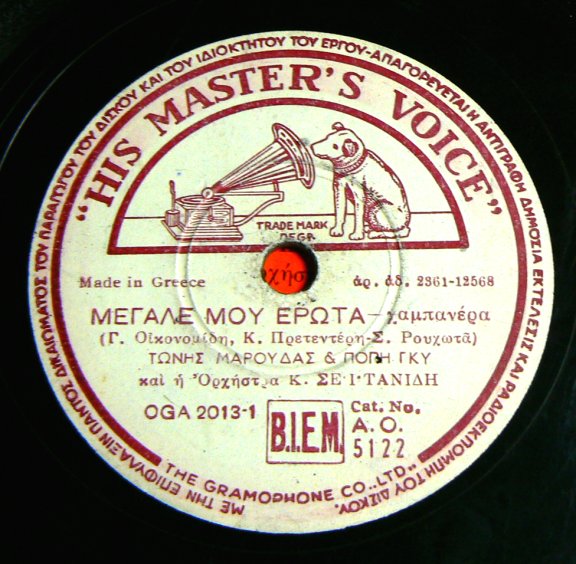 ΜΕ ΤΗΝ ΕΠΙΦΥΛΑΞΙΝ ΠΑΝΤΟΣ ΔΙΚΑΙΩΜΑΤΟΣ ΤΟΥ ΠΑΡΑΓΩΓΟΥ ΤΟΥ ΔΙΣΚΟΥ ΚΑΙ ΤΟΥ ΙΔΙΟΚΤΗΤΟΥ ΤΟΥ ΕΡΓΟΥ-ΑΠΑΓΟΡΕΥΕΤΑΙ Η ΑΝΤΙΓΡΑΦΗ ΔΗΜΟΣΙΑ ΕΚΤΕΛΕΣΙΣ ΚΑΙ ΡΑΔΙΟΕΚΠΟΜΠΗ ΤΟΥ ΔΙΣΚΟΥ.
"HIS MASTER'S VOICE"
TRADE MARK
REGD
χήσ
Made in Greece
ἀρ. ἀδ. 2361-12568
ΜΕΓΑΛΕ ΜΟΥ ΕΡΩΤΑ - χαμπανέρα
(Γ. Οἰκονομίδη, Κ. Πρετεντέρη-Σ. Ρουχωτᾶ)
ΤΩΝΗΣ ΜΑΡΟΥΔΑΣ & ΠΟΠΗ ΓΚΥ
καὶ ἡ Ὀρχήστρα Κ. ΣΕ·Ι·ΤΑΝΙΔΗ
OGA 2013-1
B.I.E.M.
Cat. No.
A. O.
5122
THE GRAMOPHONE CO., LTD.